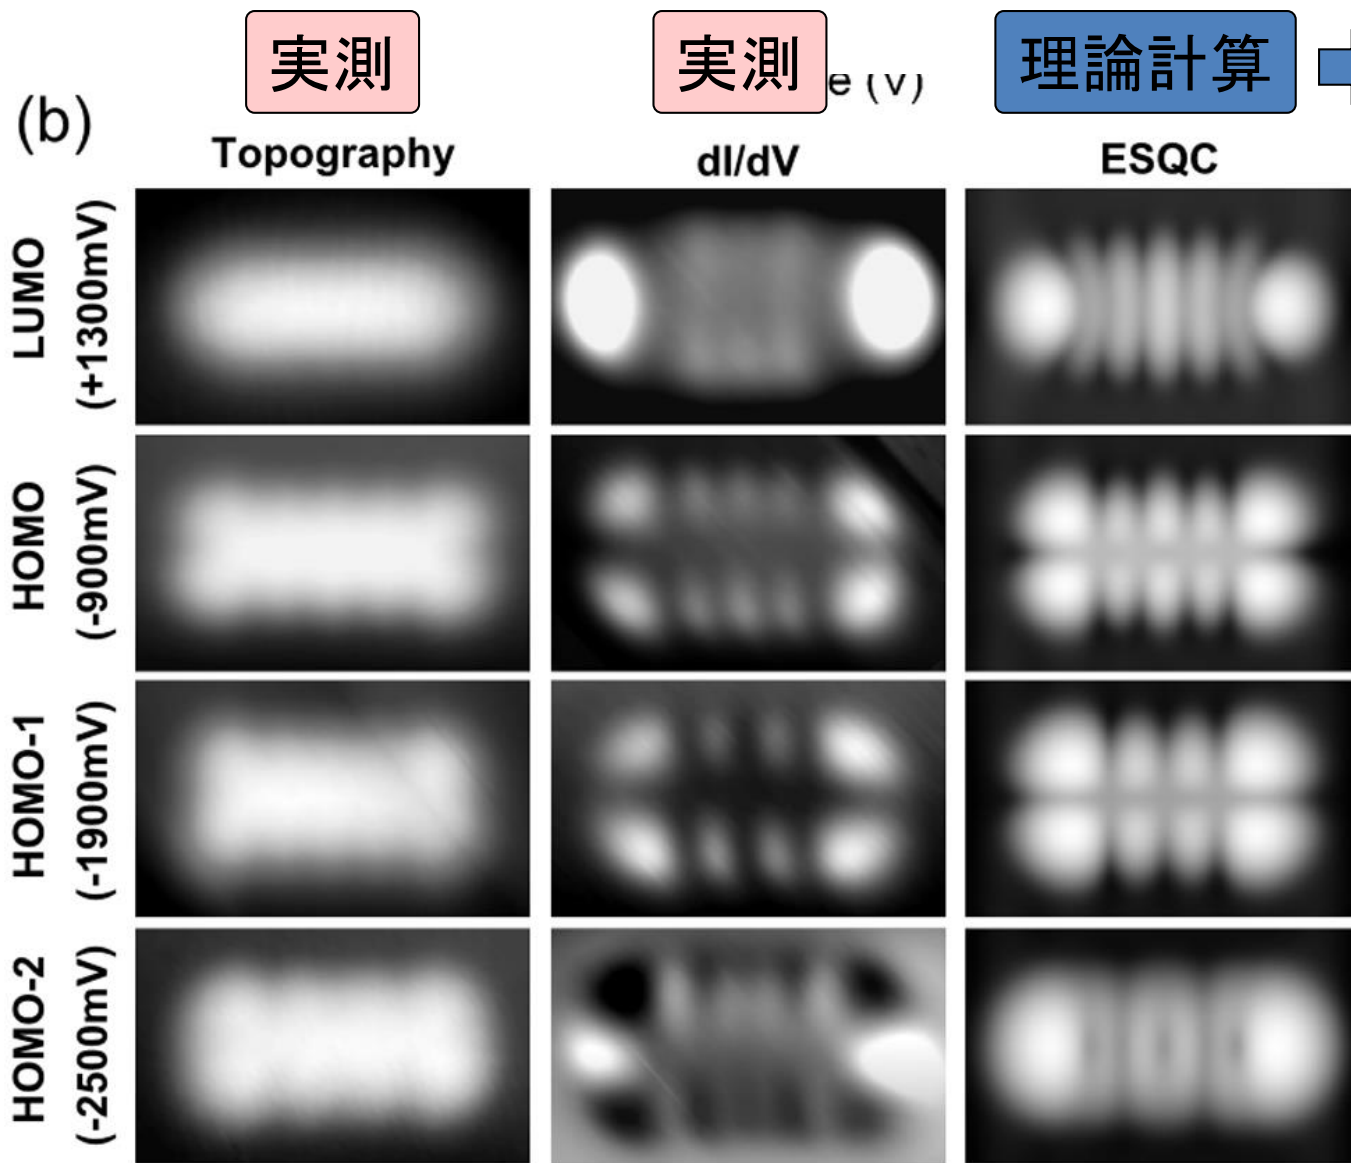 実測
実測
理論計算
e (V)
(b)
Topography
dI/dV
ESQC
LUMO
(+1300mV)
HOMO
(-900mV)
HOMO-1
(-1900mV)
HOMO-2
(-2500mV)